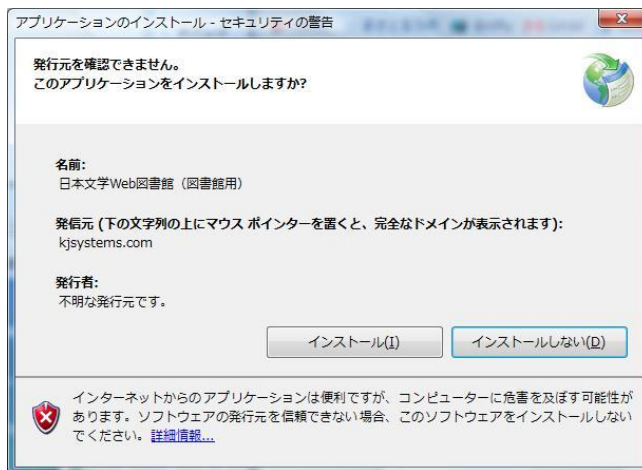 アプリケーションのインストール - セキュリティの警告
発行元を確認できません。
このアプリケーションをインストールしますか?
名前:
日本文学Web図書館（図書館用）
発信元 (下の文字列の上にマウス ポインターを置くと、完全なドメインが表示されます):
kjsystems.com
発行者:
不明な発行元です。
インストール(I)
インストールしない(D)
インターネットからのアプリケーションは便利ですが、コンピューターに危害を及ぼす可能性が
あります。ソフトウェアの発行元を信頼できない場合、このソフトウェアをインストールしない
でください。詳細情報...